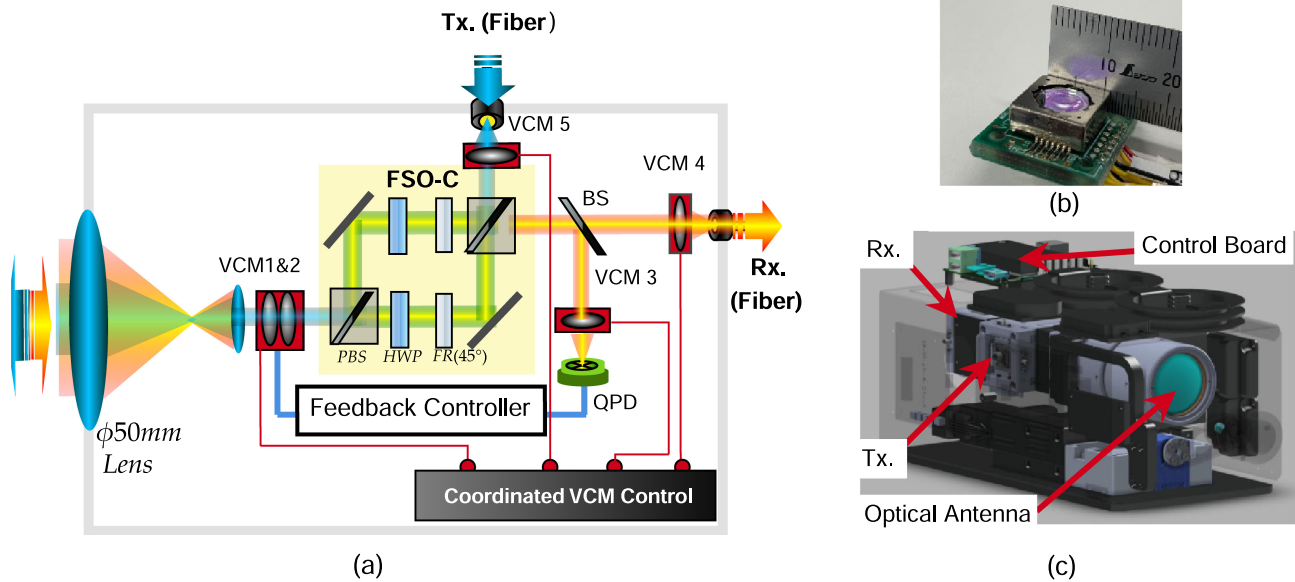 Tx. (Fiber)
VCM 5
FSO-C
VCM 4
BS
VCM1&2
VCM 3
Rx.
(Fiber)
PBS
HWP
FR(45°)
QPD
Feedback Controller
ϕ50mm
Lens
Coordinated VCM Control
(a)
10
20
(b)
Rx.
Control Board
Tx.
Optical Antenna
(c)